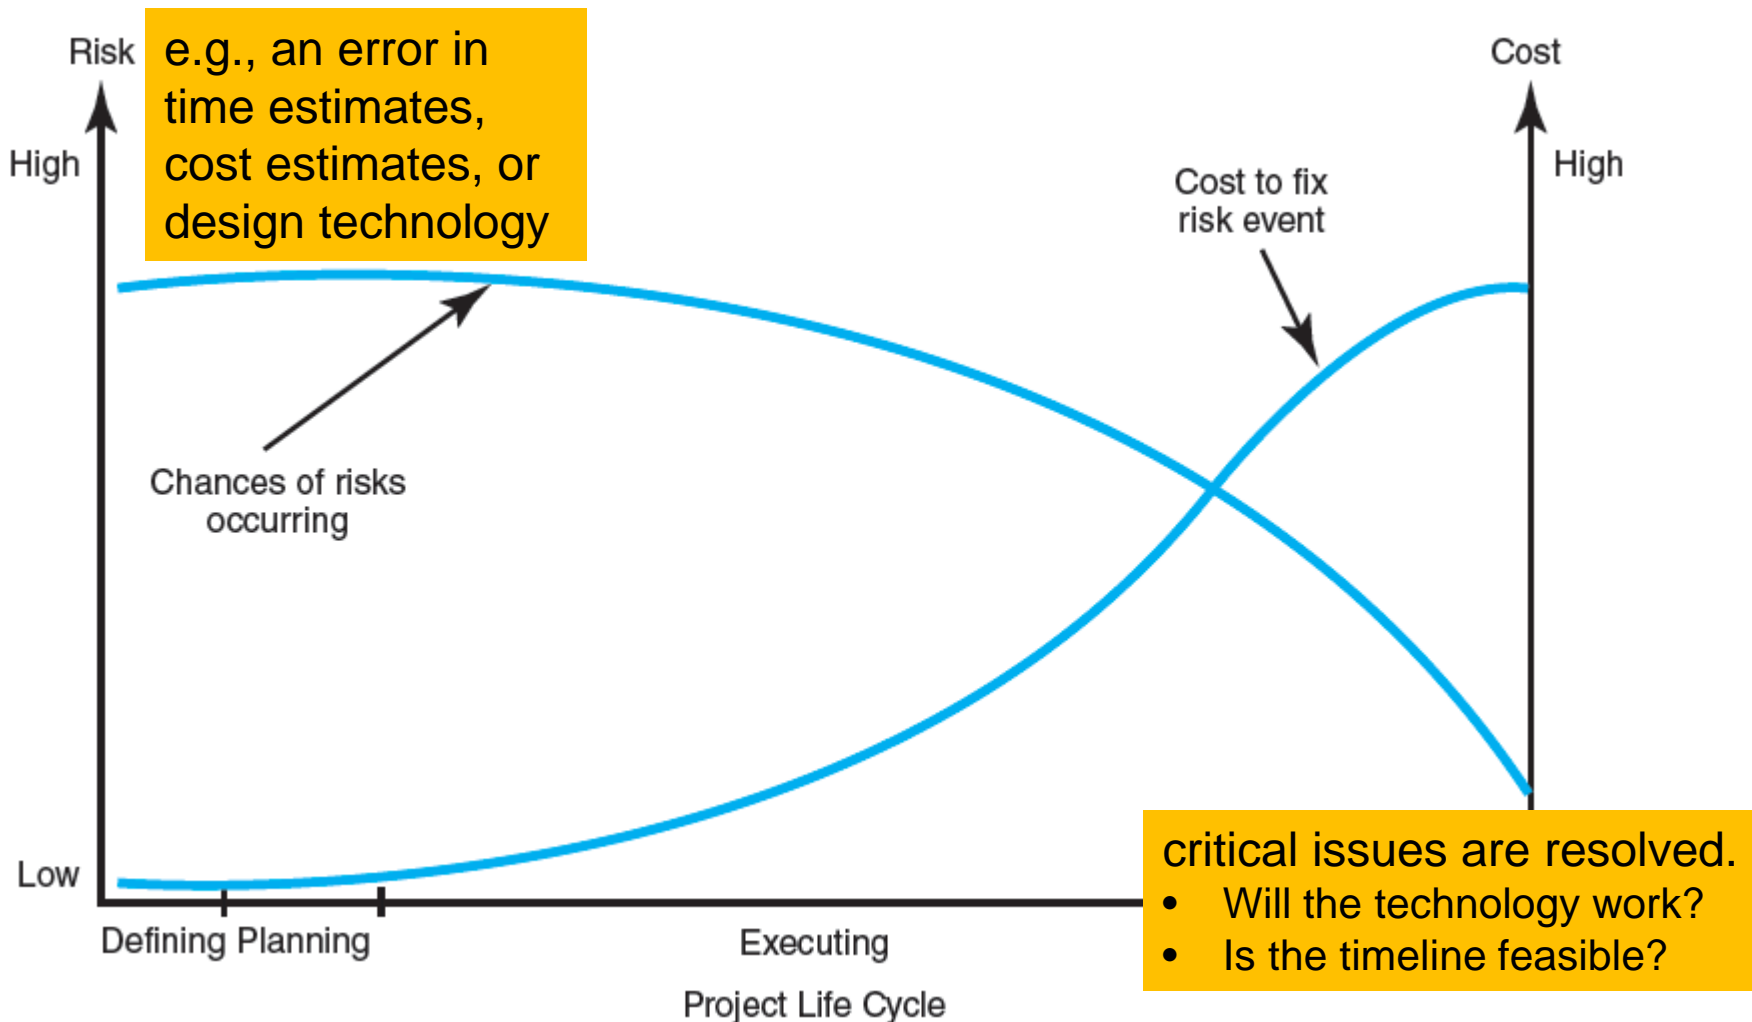 Risk
e.g., an error in
time estimates,
cost estimates, or
design technology
Cost
High
High
Cost to fix
risk event
Chances of risks
occurring
Low
critical issues are resolved.
• Will the technology work?
• Is the timeline feasible?
Defining Planning
Executing
Project Life Cycle